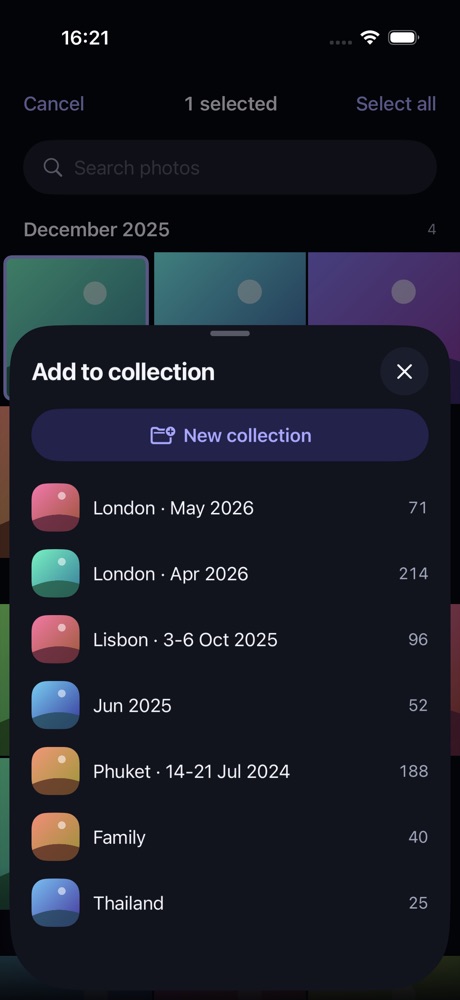 16:21
Cancel 1 selected Select all
Search photos
December 2025 4
Add to collection
New collection
London · May 2026 71
London · Apr 2026 214
Lisbon · 3-6 Oct 2025 96
Jun 2025 52
Phuket · 14-21 Jul 2024 188
Family 40
Thailand 25